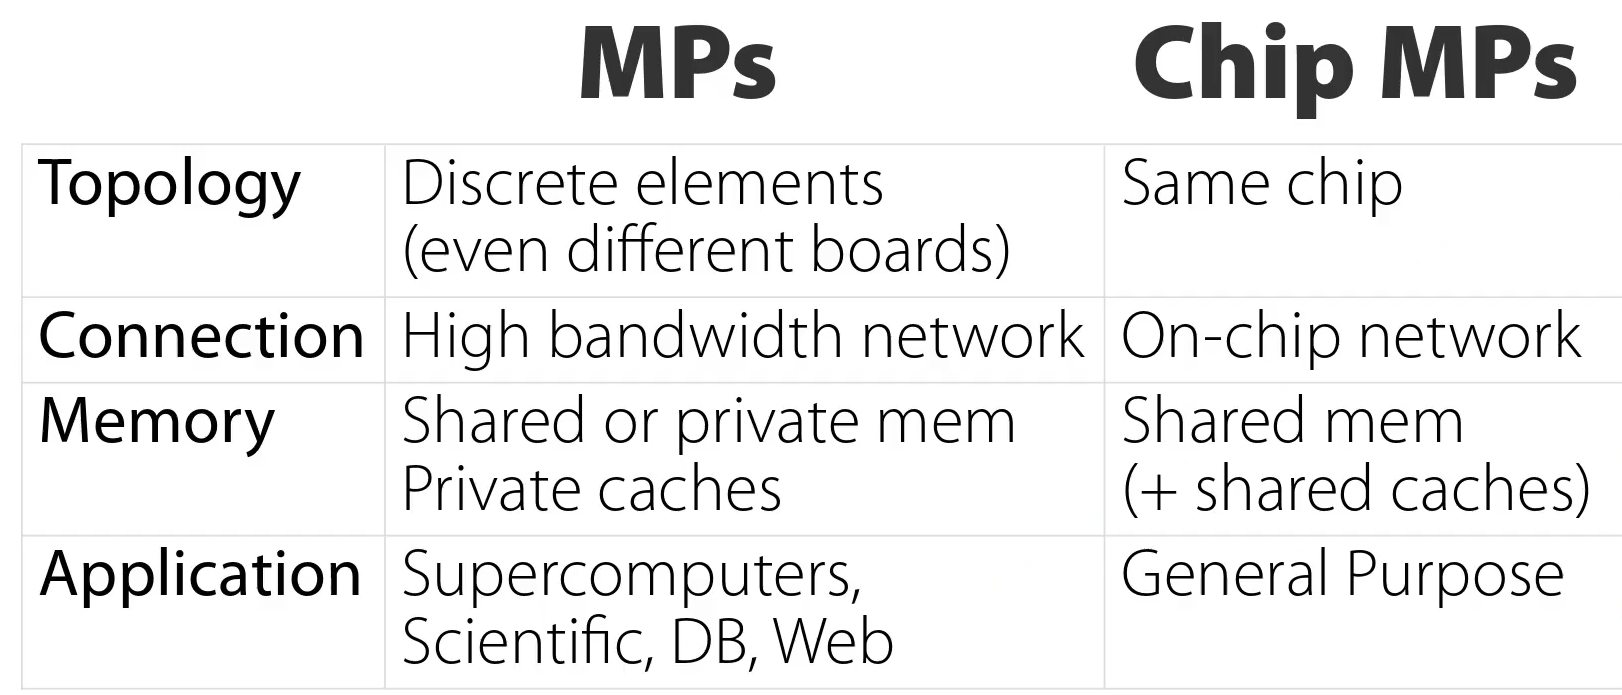 MPs Chip MPs
Topology Discrete elements Same chip
(even different boards)
Connection High bandwidth network On-chip network
Memory Shared or private mem Shared mem
Private caches (+ shared caches)
Application Supercomputers, General Purpose
Scientific, DB, Web